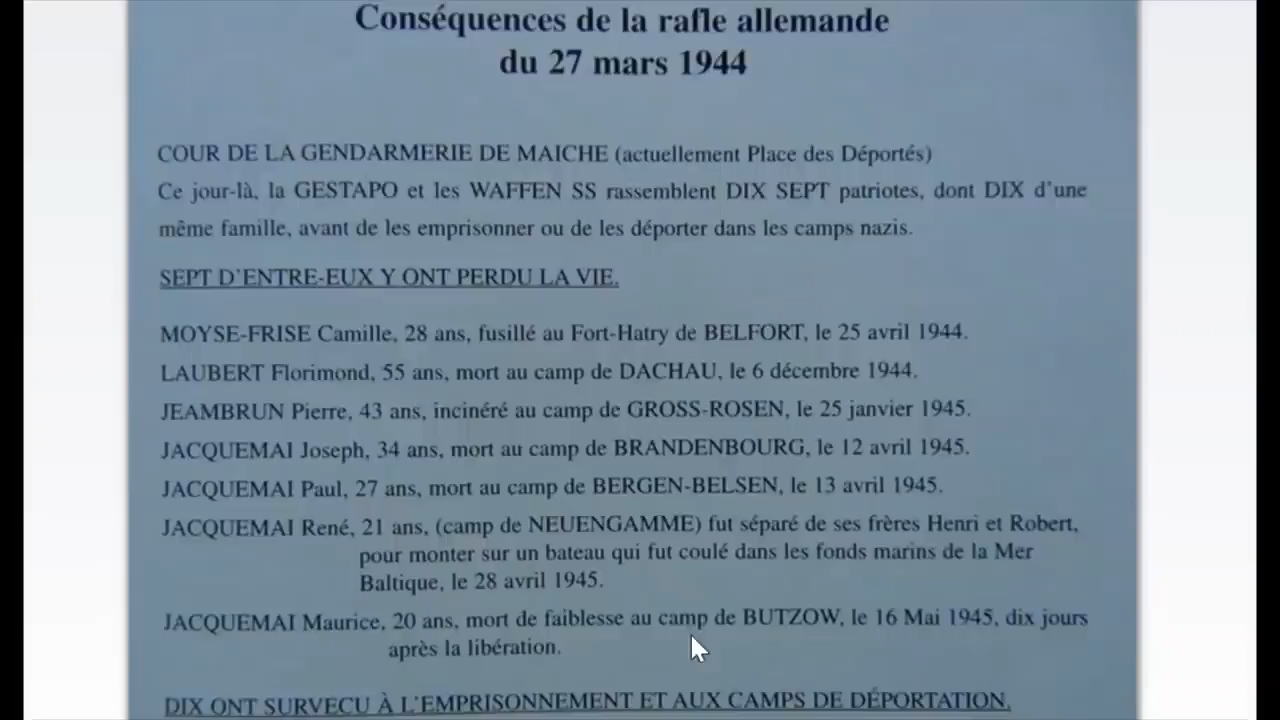 Conséquences de la rafle allemande
du 27 mars 1944
COUR DE LA GENDARMERIE DE MAICHE (actuellement Place des Déportés)
Ce jour-là, la GESTAPO et les WAFFEN SS rassemblent DIX SEPT patriotes, dont DIX d'une
même famille, avant de les emprisonner ou de les déporter dans les camps nazis.
SEPT D'ENTRE-EUX Y ONT PERDU LA VIE.
MOYSE-FRISE Camille, 28 ans, fusillé au Fort-Hatry de BELFORT, le 25 avril 1944.
LAUBERT Florimond, 55 ans, mort au camp de DACHAU, le 6 décembre 1944.
JEAMBRUN Pierre, 43 ans, incinéré au camp de GROSS-ROSEN, le 25 janvier 1945.
JACQUEMAI Joseph, 34 ans, mort au camp de BRANDENBOURG, le 12 avril 1945.
JACQUEMAI Paul, 27 ans, mort au camp de BERGEN-BELSEN, le 13 avril 1945.
JACQUEMAI René, 21 ans, (camp de NEUENGAMME) fut séparé de ses frères Henri et Robert,
pour monter sur un bateau qui fut coulé dans les fonds marins de la Mer
Baltique, le 28 avril 1945.
JACQUEMAI Maurice, 20 ans, mort de faiblesse au camp de BUTZOW, le 16 Mai 1945, dix jours
après la libération.
DIX ONT SURVECU À L'EMPRISONNEMENT ET AUX CAMPS DE DÉPORTATION.